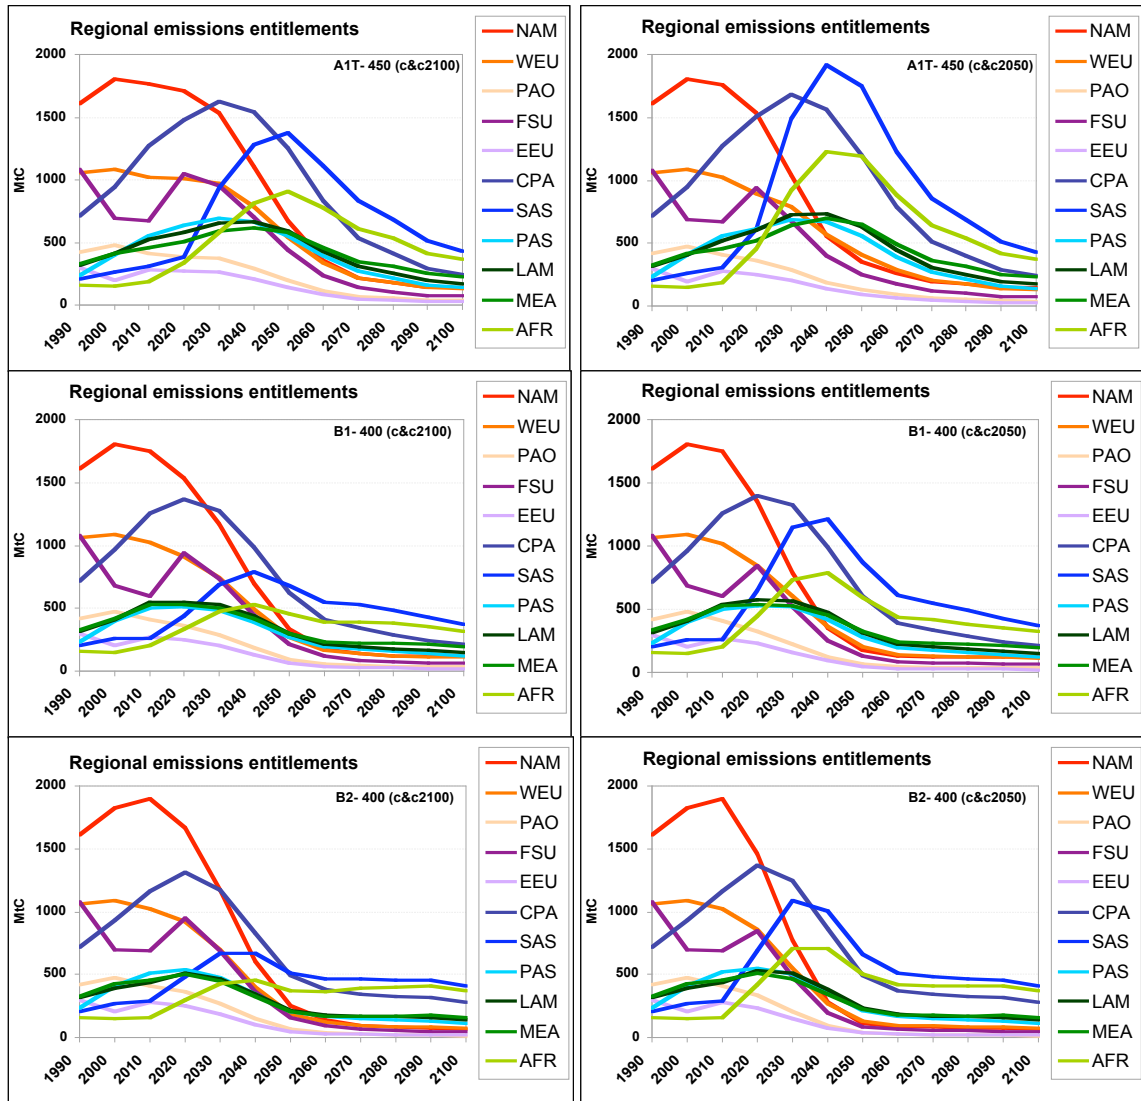 Regional emissions entitlements
A1T- 450 (c&c2100)
MtC
2000
1500
1000
500
0
1990
2000
2010
2020
2030
2040
2050
2060
2070
2080
2090
2100
NAM
WEU
PAO
FSU
EEU
CPA
SAS
PAS
LAM
MEA
AFR
Regional emissions entitlements
A1T- 450 (c&c2050)
MtC
2000
1500
1000
500
0
1990
2000
2010
2020
2030
2040
2050
2060
2070
2080
2090
2100
NAM
WEU
PAO
FSU
EEU
CPA
SAS
PAS
LAM
MEA
AFR
Regional emissions entitlements
B1- 400 (c&c2100)
MtC
2000
1500
1000
500
0
1990
2000
2010
2020
2030
2040
2050
2060
2070
2080
2090
2100
NAM
WEU
PAO
FSU
EEU
CPA
SAS
PAS
LAM
MEA
AFR
Regional emissions entitlements
B1- 400 (c&c2050)
MtC
2000
1500
1000
500
0
1990
2000
2010
2020
2030
2040
2050
2060
2070
2080
2090
2100
NAM
WEU
PAO
FSU
EEU
CPA
SAS
PAS
LAM
MEA
AFR
Regional emissions entitlements
B2- 400 (c&c2100)
MtC
2000
1500
1000
500
0
1990
2000
2010
2020
2030
2040
2050
2060
2070
2080
2090
2100
NAM
WEU
PAO
FSU
EEU
CPA
SAS
PAS
LAM
MEA
AFR
Regional emissions entitlements
B2- 400 (c&c2050)
MtC
2000
1500
1000
500
0
1990
2000
2010
2020
2030
2040
2050
2060
2070
2080
2090
2100
NAM
WEU
PAO
FSU
EEU
CPA
SAS
PAS
LAM
MEA
AFR